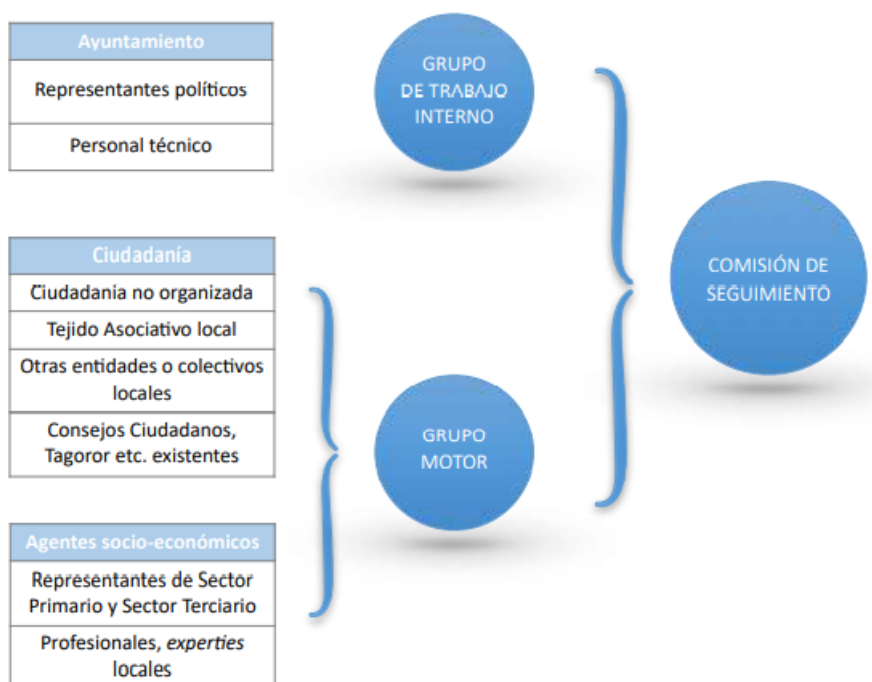 Ayuntamiento
Representantes políticos
Personal técnico
GRUPO
DE TRABAJO
INTERNO
Ciudadanía
Ciudadania no organizada
Tejido Asociativo local
Otras entidades o colectivos
locales
Consejos Ciudadanos,
Tagoror etc. existentes
GRUPO
MOTOR
COMISIÓN DE
SEGUIMIENTO
Agentes socio-económicos
Representantes de Sector
Primario y Sector Terciario
Profesionales, experties
locales